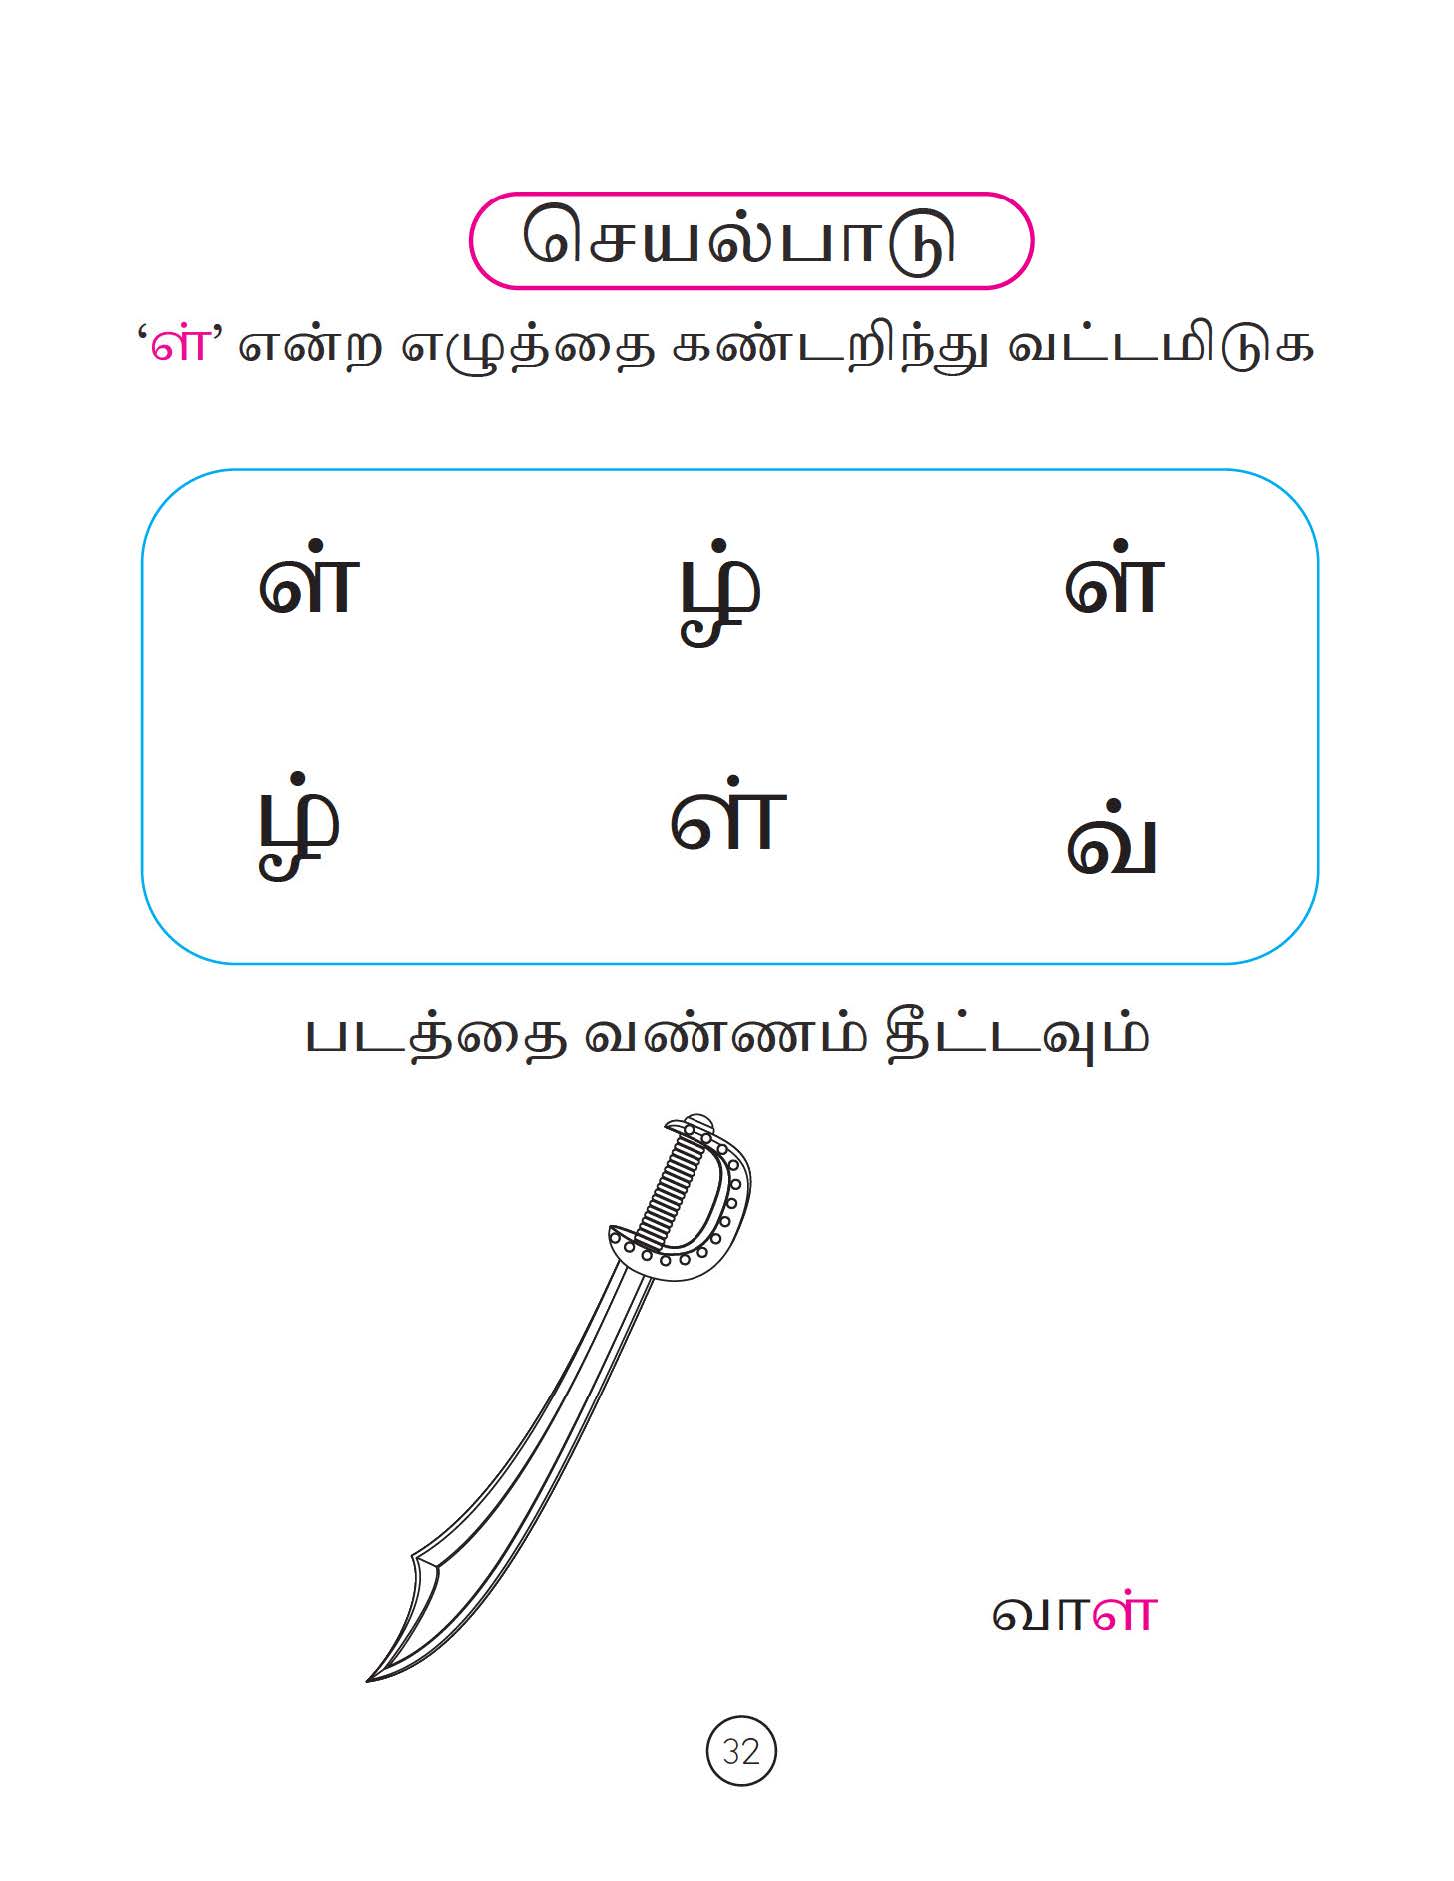 செயல்பாடு
‘ள்’ என்ற எழுத்தை கண்டறிந்து வட்டமிடுக
ள் ழ் ள்
ழ் ள் வ்
படத்தை வண்ணம் தீட்டவும்
வாள்
32